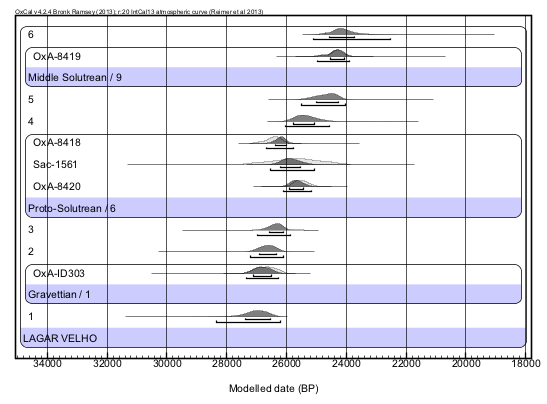 OxCal v4.2.4 Bronk Ramsey (2013); r:20 IntCal13 atmospheric curve (Reimer et al 2013)
6
OxA-8419
Middle Solutrean / 9
5
4
OxA-8418
Sac-1561
OxA-8420
Proto-Solutrean / 6
3
2
OxA-ID303
Gravettian / 1
1
LAGAR VELHO
34000 32000 30000 28000 26000 24000 22000 20000 18000
Modelled date (BP)